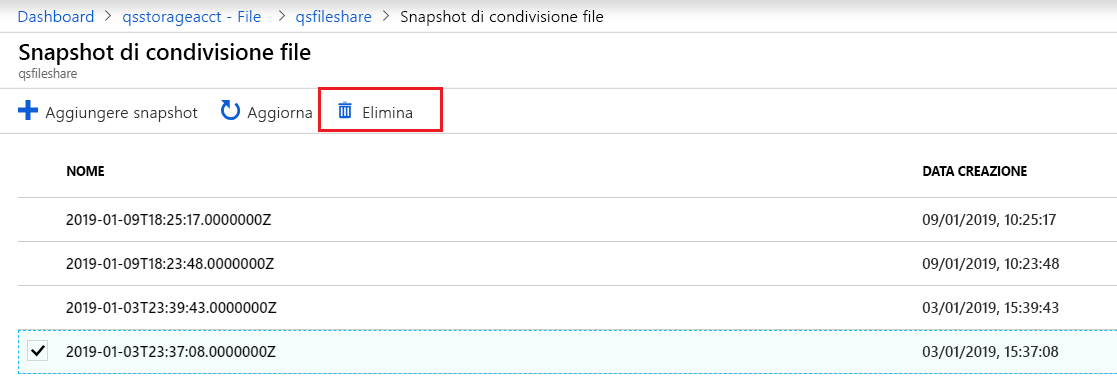 Dashboard > qsstorageacct - File > qsfileshare > Snapshot di condivisione file
Snapshot di condivisione file
qsfileshare
Aggiungere snapshot Aggiorna Elimina
NOME DATA CREAZIONE
2019-01-09T18:25:17.0000000Z 09/01/2019, 10:25:17
2019-01-09T18:23:48.0000000Z 09/01/2019, 10:23:48
2019-01-03T23:39:43.0000000Z 03/01/2019, 15:39:43
2019-01-03T23:37:08.0000000Z 03/01/2019, 15:37:08